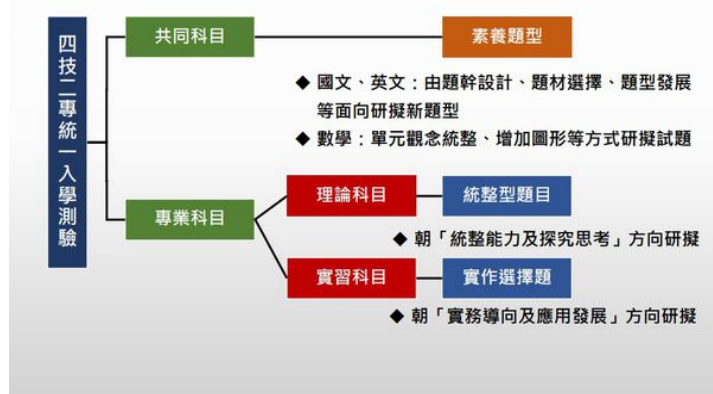 四技二專統一入學測驗
共同科目
素養題型
◆ 國文、英文：由題幹設計、題材選擇、題型發展
等面向研擬新題型
◆ 數學：單元觀念統整、增加圖形等方式研擬試題
專業科目
理論科目
統整型題目
◆ 朝「統整能力及探究思考」方向研擬
實習科目
實作選擇題
◆ 朝「實務導向及應用發展」方向研擬